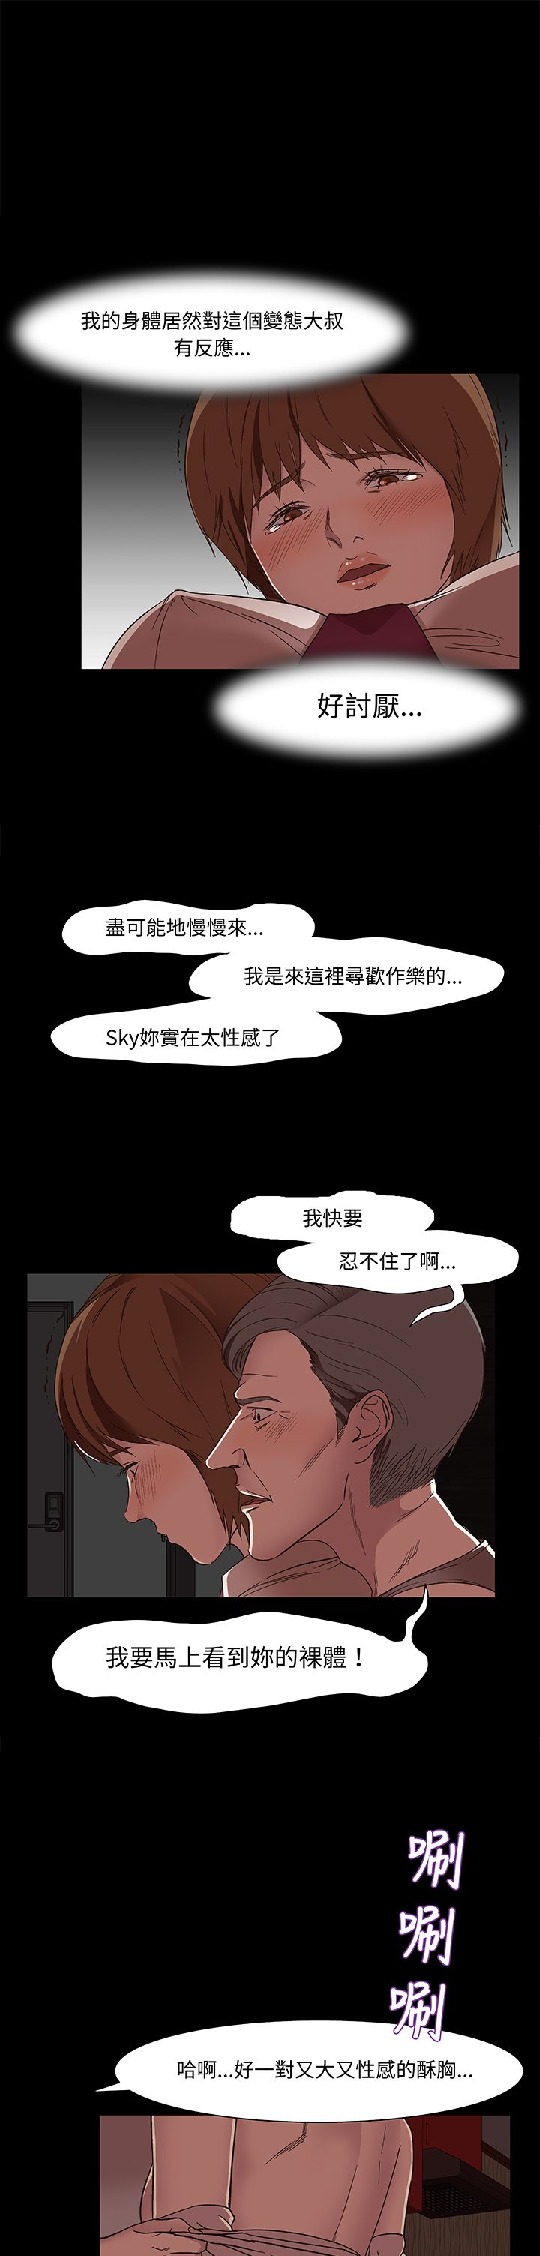 我的身體居然對這個變態大叔
有反應...
好討厭...
盡可能地慢慢來...
我是來這裡尋歡作樂的...
Sky妳實在太性感了
我快要
忍不住了啊...
我要馬上看到妳的裸體！
唰
唰
唰
哈啊...好一對又大又性感的酥胸...